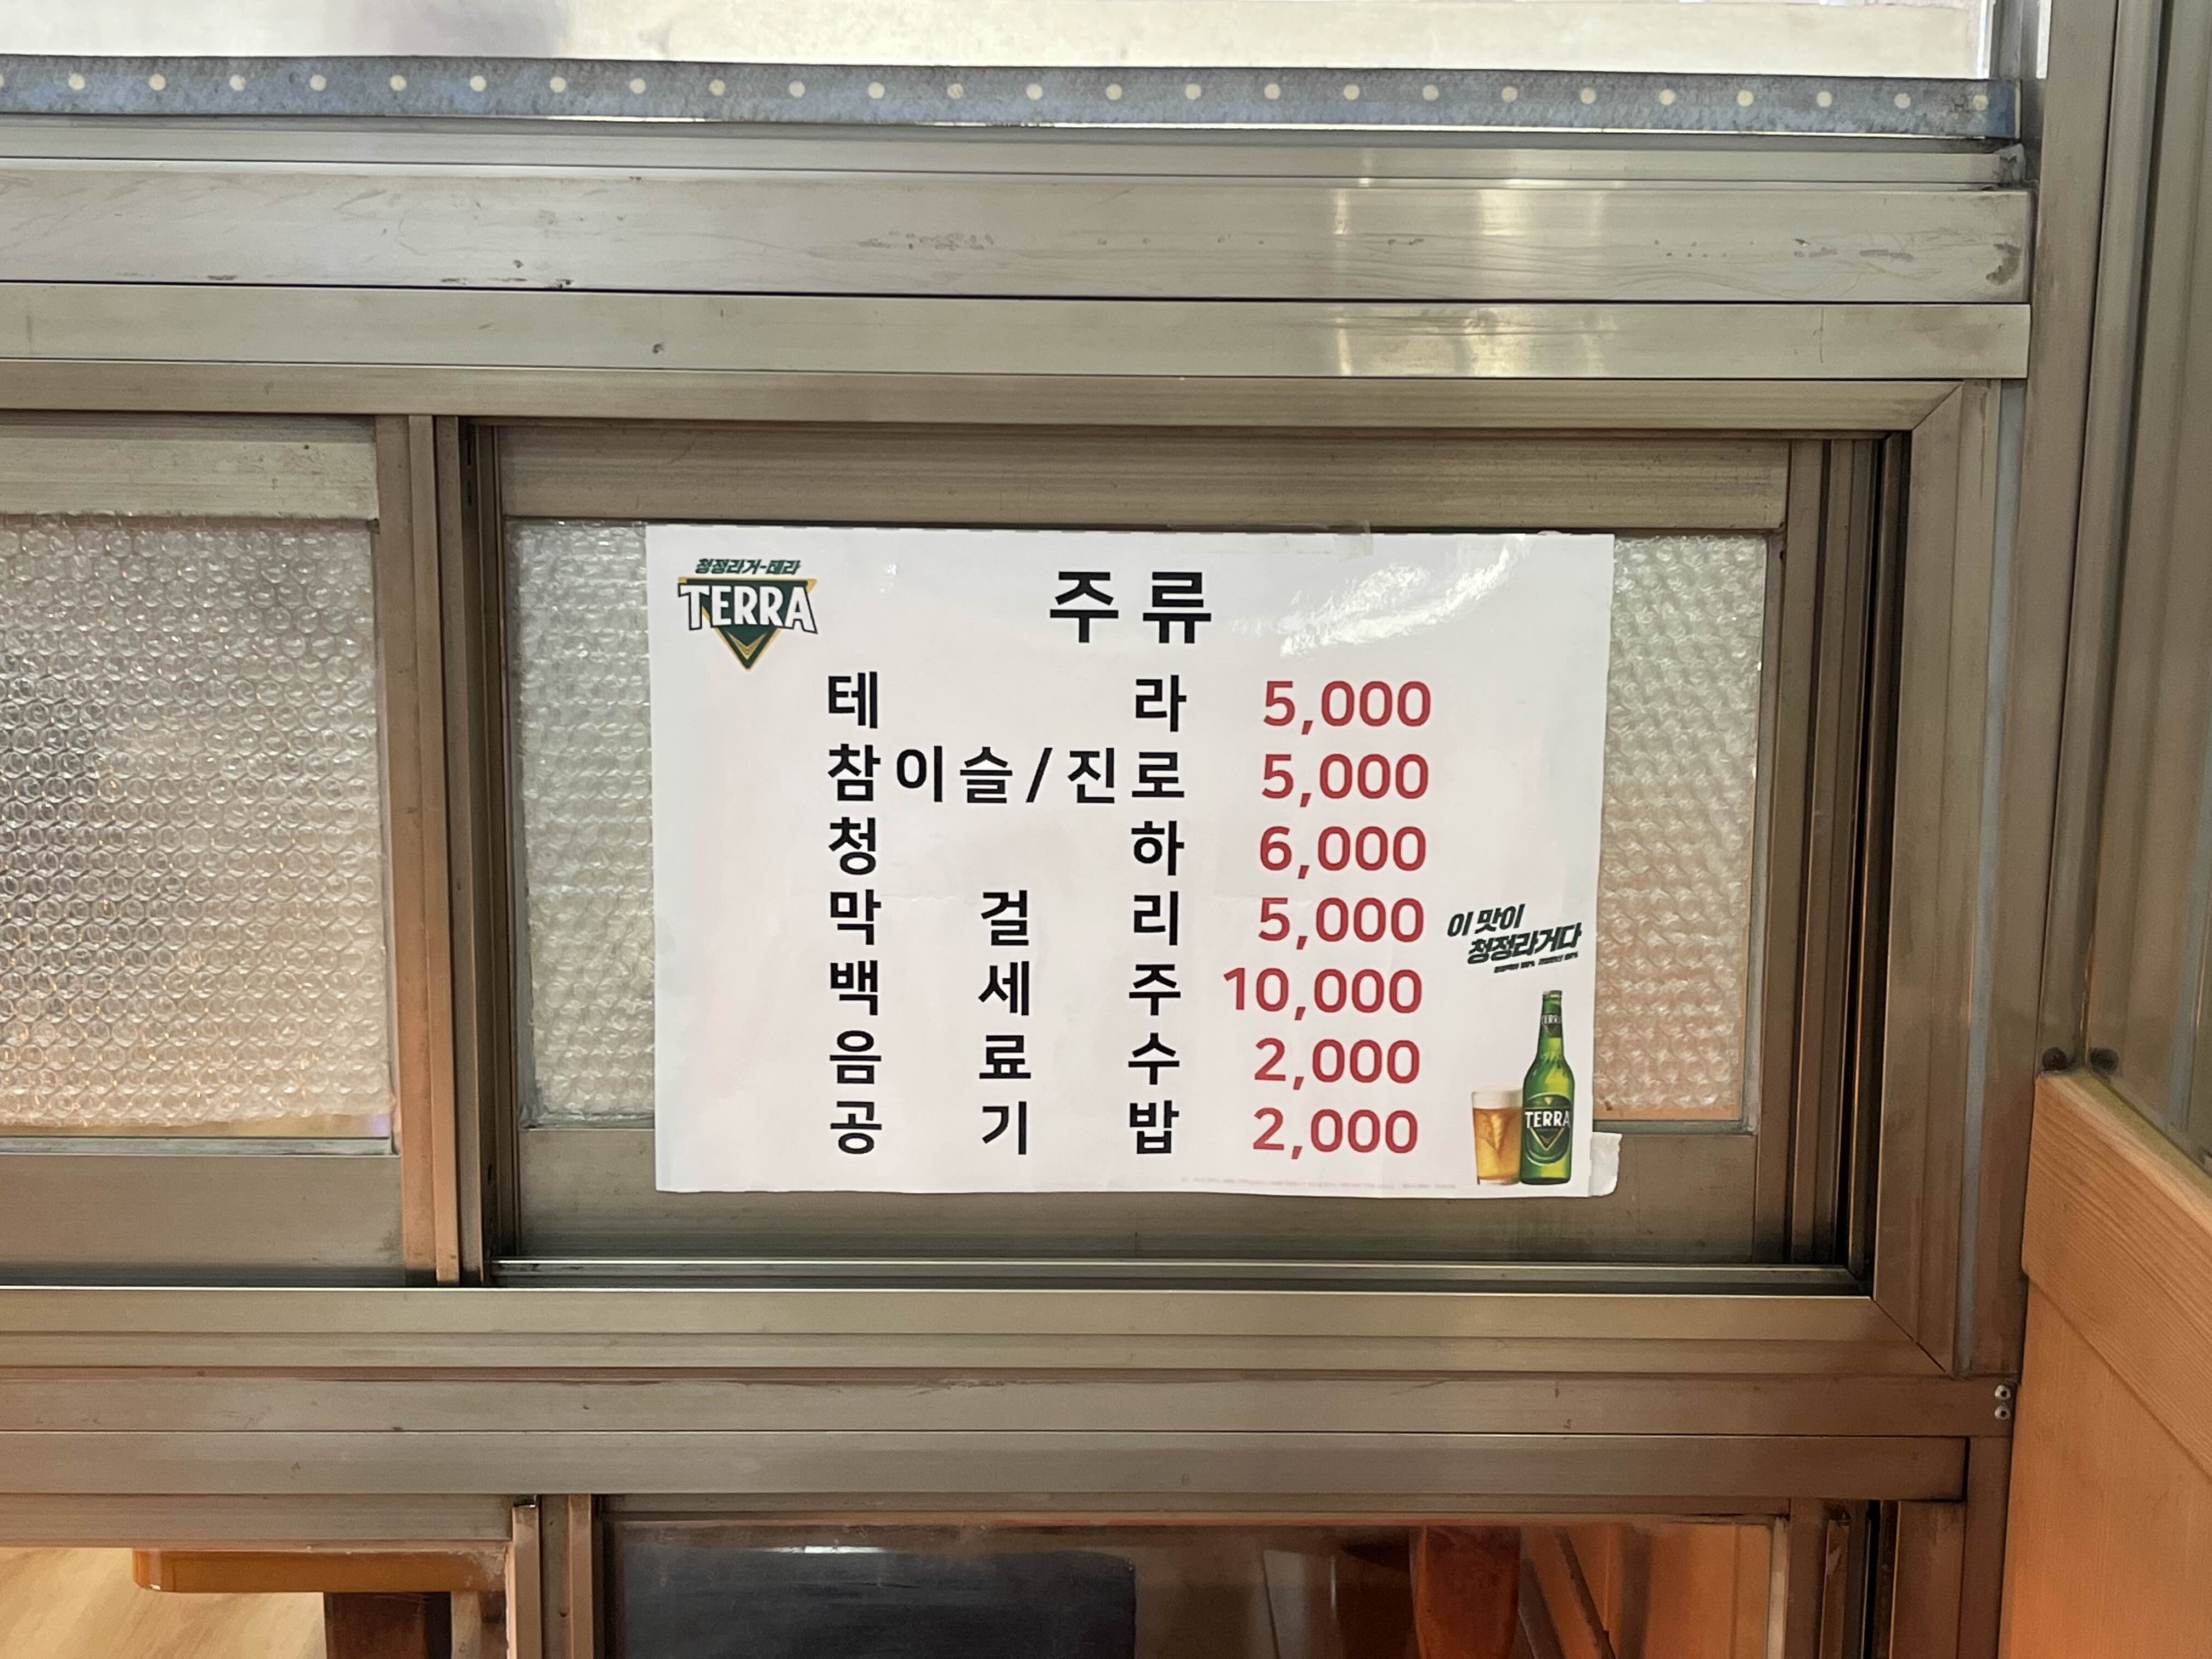 청정라거-테라
TERRA
주류
테라 5,000
참이슬/진로 5,000
청하 6,000
막걸리 5,000
백세주 10,000
음료수 2,000
공기밥 2,000
이 맛이
청정라거다
TERRA